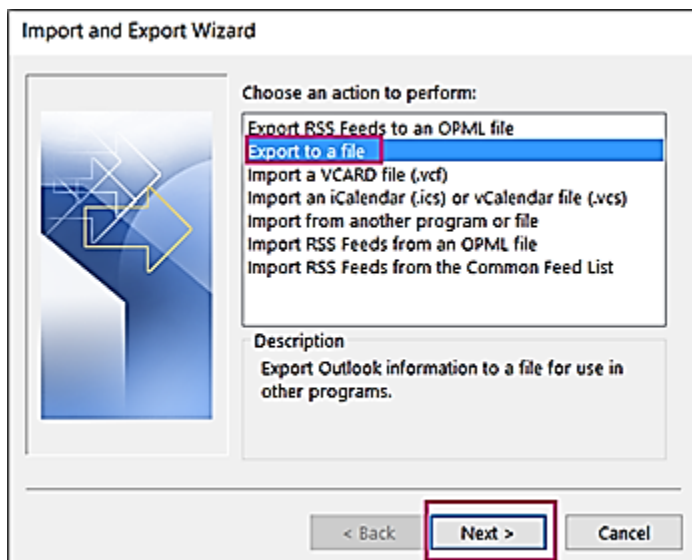 Import and Export Wizard
Choose an action to perform:
Export RSS Feeds to an OPML file
Export to a file
Import a VCARD file (.vcf)
Import an iCalendar (.ics) or vCalendar file (.vcs)
Import from another program or file
Import RSS Feeds from an OPML file
Import RSS Feeds from the Common Feed List
Description
Export Outlook information to a file for use in
other programs.
< Back Next > Cancel